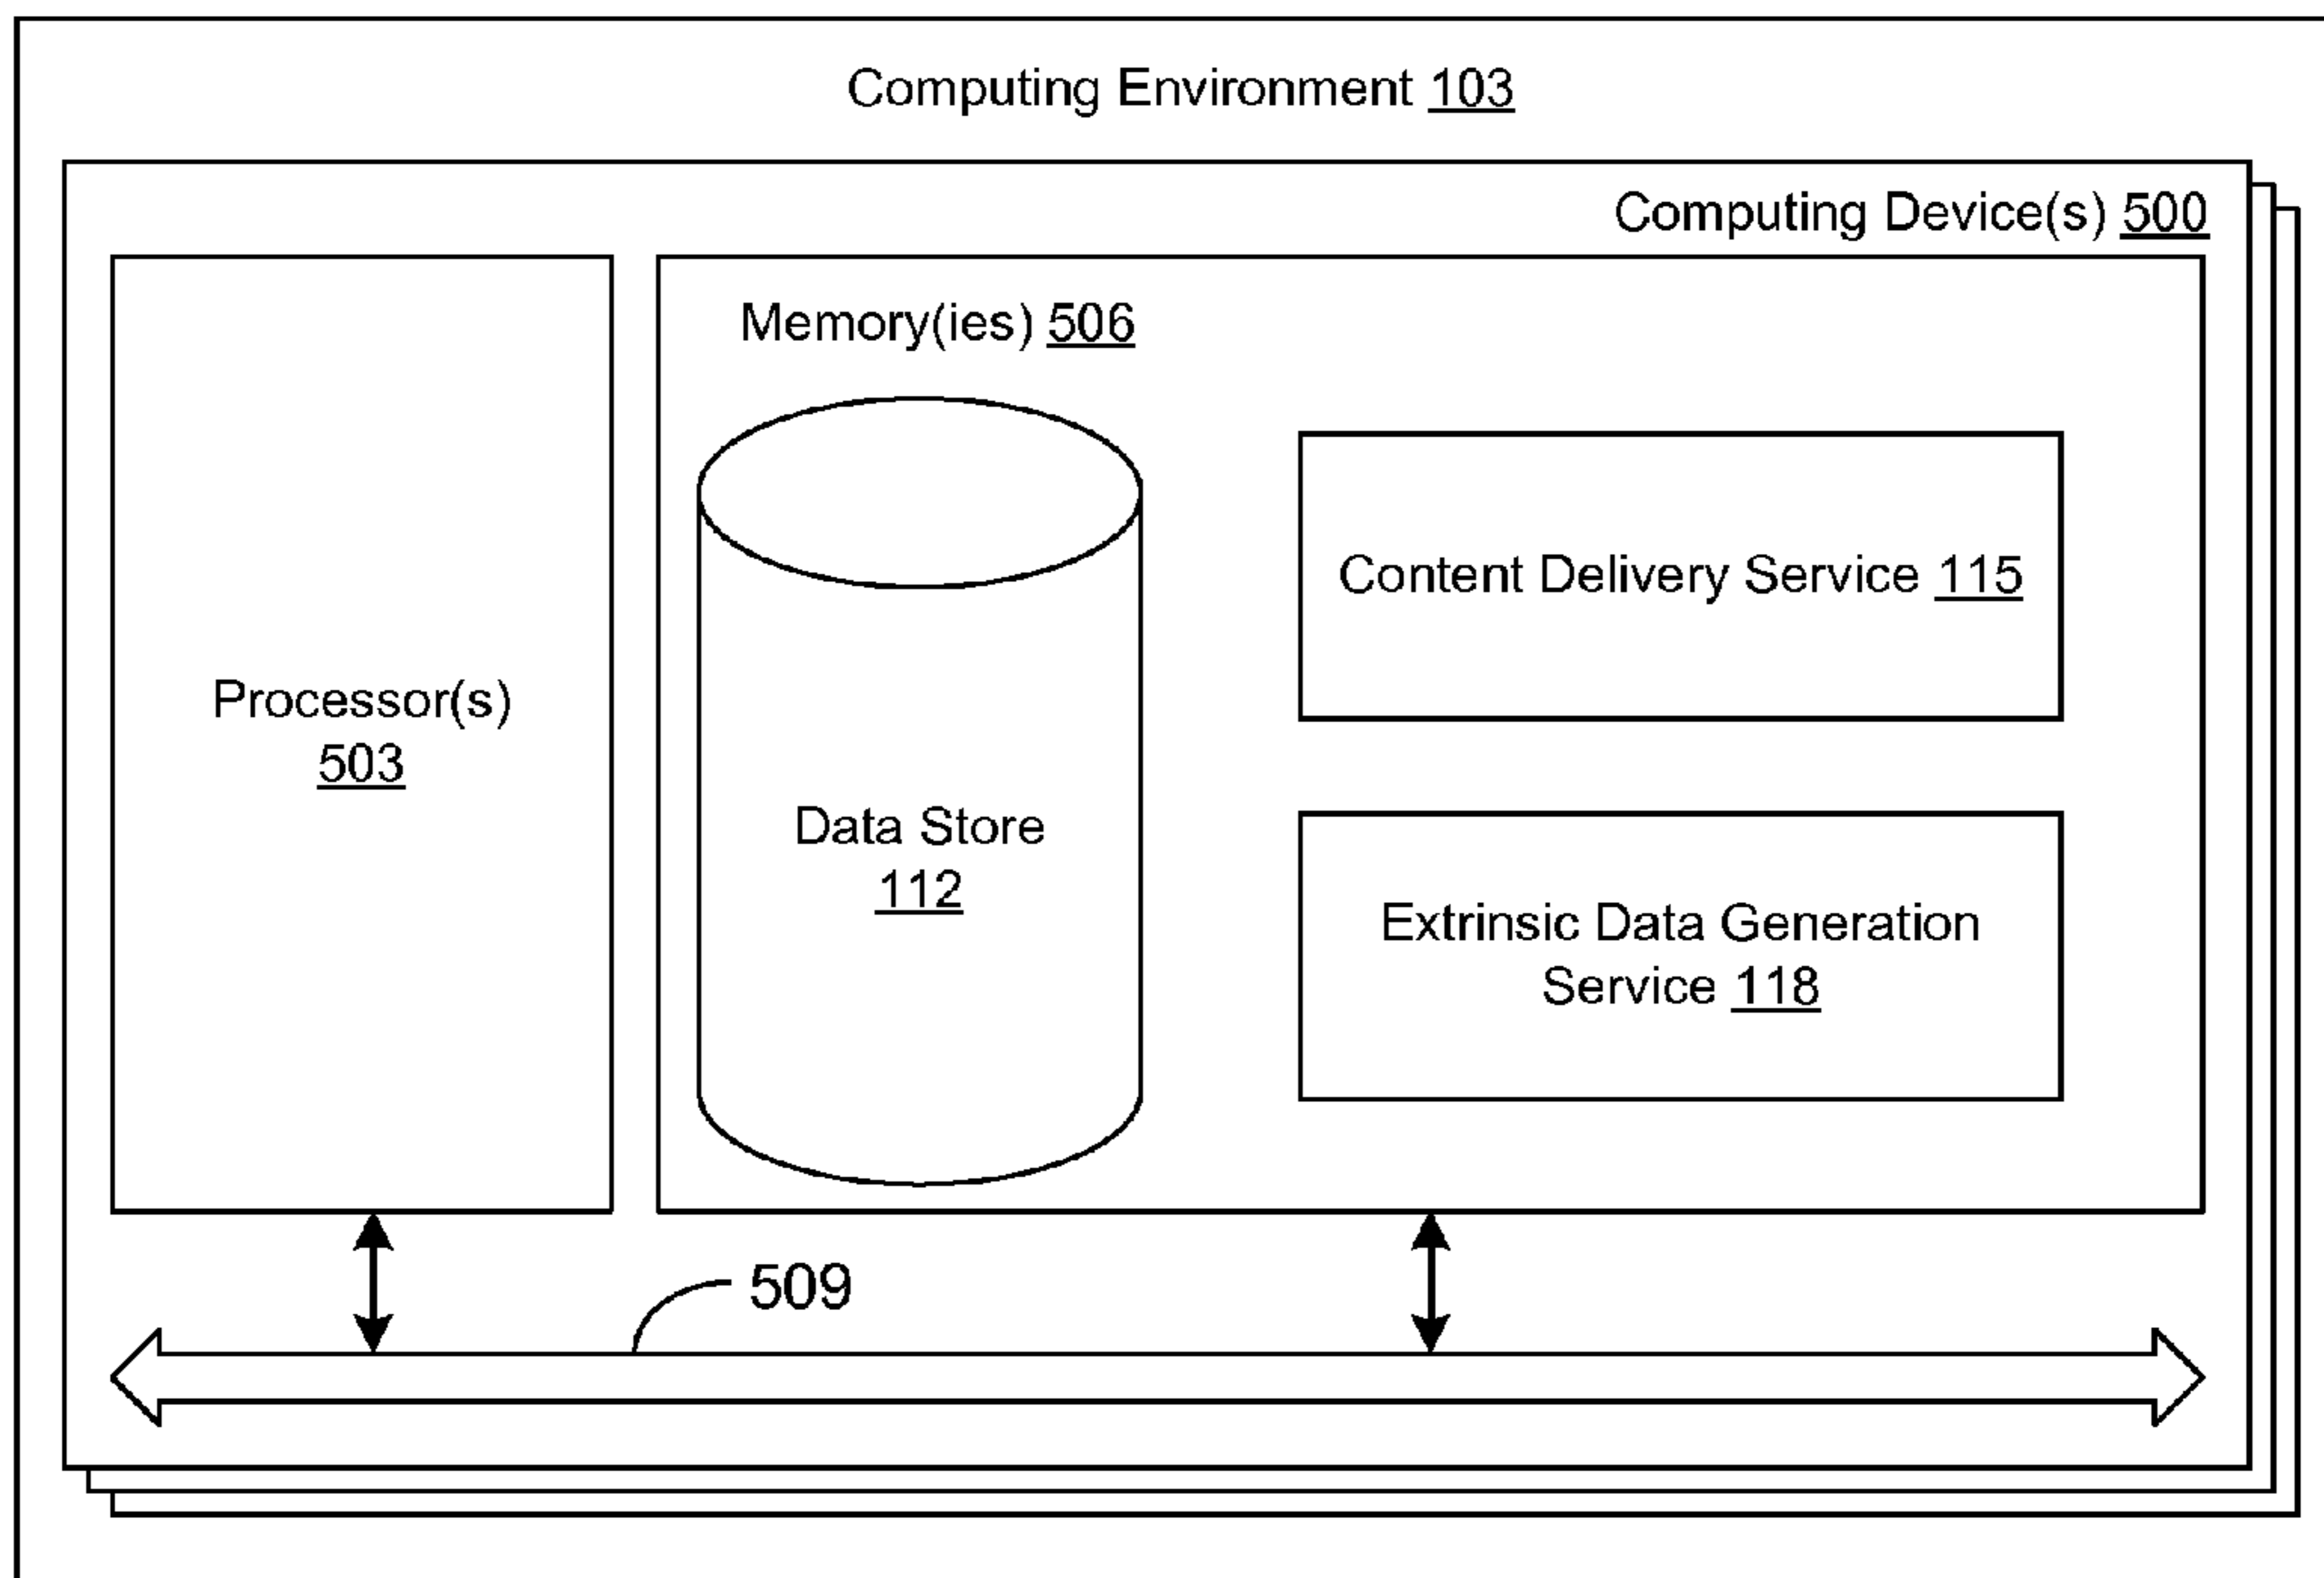 Computing Environment 103
Computing Device(s) 500
Memory(ies) 506
Processor(s)
503
Data Store
112
Content Delivery Service 115
Extrinsic Data Generation
Service 118
509